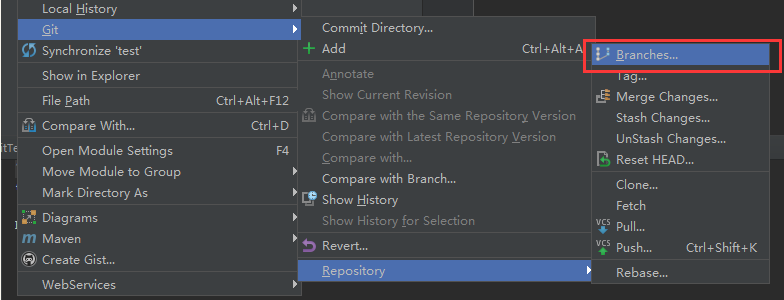 Local History
Git
Synchronize 'test'
Show in Explorer
File Path Ctrl+Alt+F12
Compare With... Ctrl+D
Open Module Settings F4
Move Module to Group
Mark Directory As
Diagrams
Maven
Create Gist...
WebServices
Commit Directory...
Add Ctrl+Alt+A
Annotate
Show Current Revision
Compare with the Same Repository Version
Compare with Latest Repository Version
Compare with...
Compare with Branch...
Show History
Show History for Selection
Revert...
Repository
Branches...
Tag...
Merge Changes...
Stash Changes...
UnStash Changes...
Reset HEAD...
Clone...
Fetch
VCS Pull...
VCS Push... Ctrl+Shift+K
Rebase...